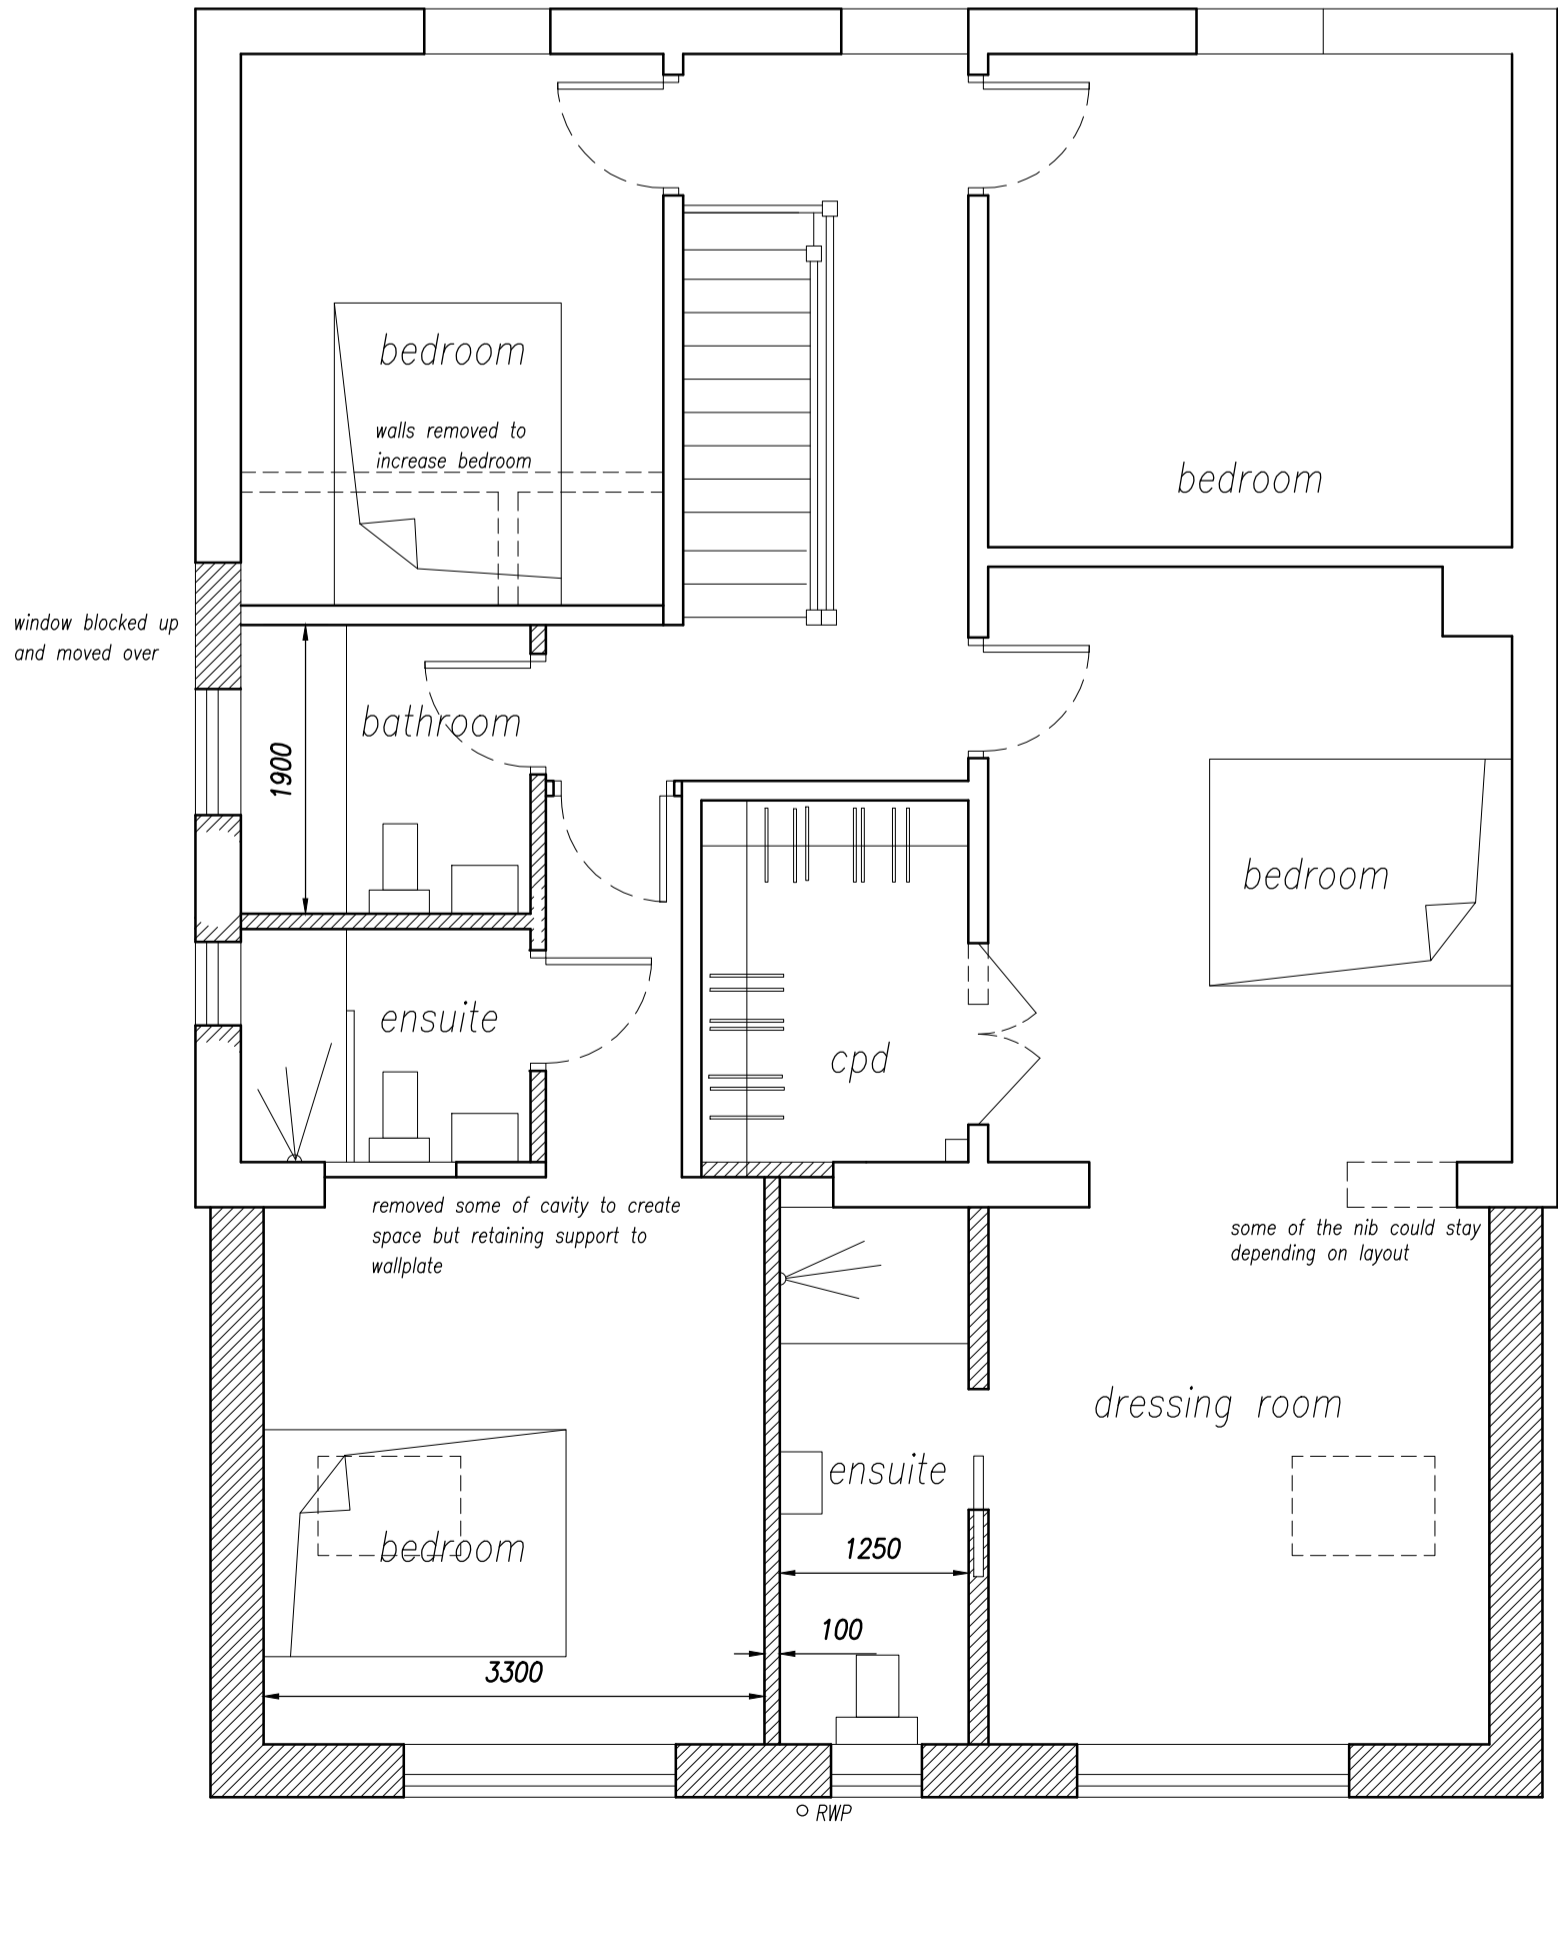 bedroom
walls removed to
increase bedroom
bedroom
window blocked up
and moved over
bathroom
1900
bedroom
ensuite
cpd
removed some of cavity to create
space but retaining support to
wallplate
some of the nib could stay
depending on layout
dressing room
ensuite
bedroom
1250
100
3300
RWP